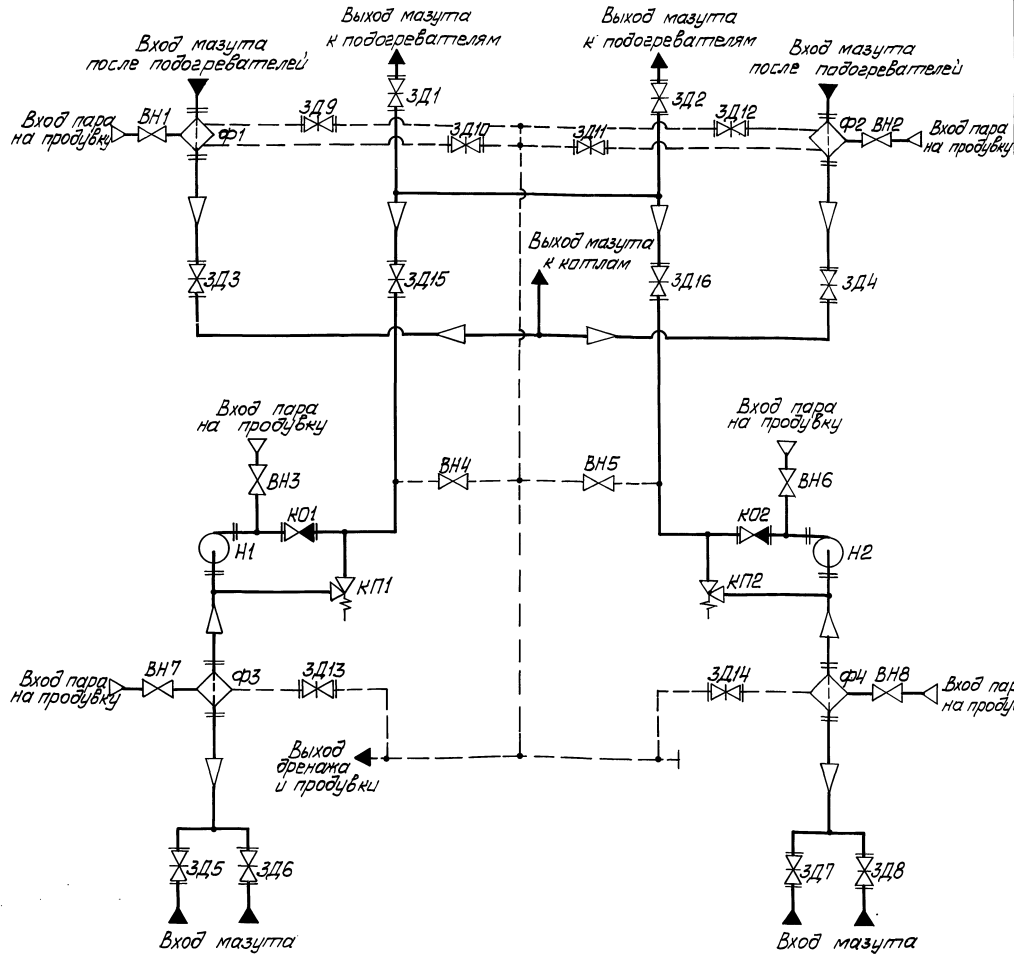 Выход мазута
к подогревателям
Выход мазута
к подогревателям
Вход мазута
после подогревателей
Вход мазута
после подогревателей
ЗД1
ЗД2
ЗД9
ЗД12
Вход пара
на продувку
ВН1
Ф1
ЗД10
ЗД11
Ф2
ВН2
Вход пара
на продувку
Выход мазута
к котлам
ЗД3
ЗД15
ЗД16
ЗД4
Вход пара
на продувку
Вход пара
на продувку
ВН3
ВН4
ВН5
ВН6
КО1
КО2
Н1
Н2
КП1
КП2
Вход пара
на продувку
ВН7
Ф3
ЗД13
ЗД14
Ф4
ВН8
Вход пар
на продув
Выход
дренажа
и продувки
ЗД5
ЗД6
ЗД7
ЗД8
Вход мазута
Вход мазута